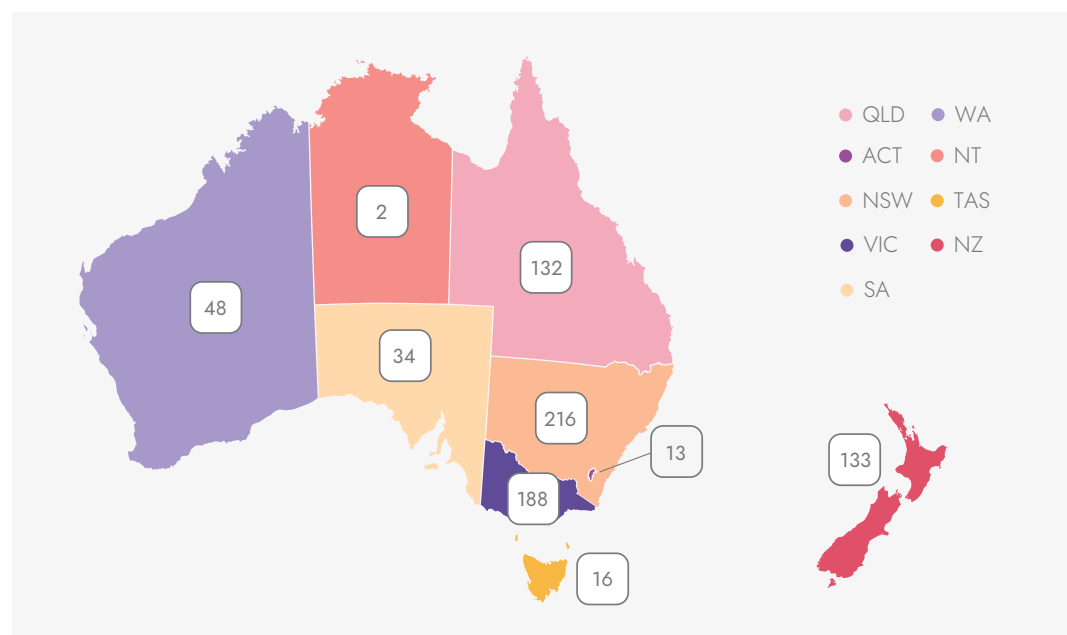 QLD WA
ACT NT
2
NSW TAS
VIC NZ
132
SA
48
34
216
13
133
188
16